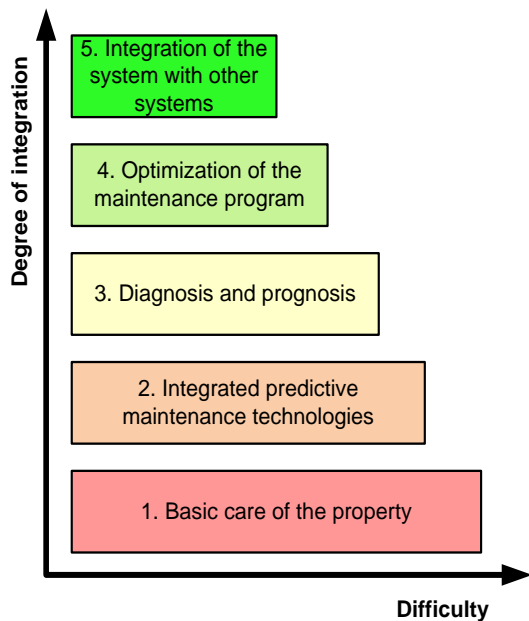 5. Integration of the
system with other
systems
4. Optimization of the
maintenance program
3. Diagnosis and prognosis
2. Integrated predictive
maintenance technologies
1. Basic care of the property
Degree of integration
Difficulty